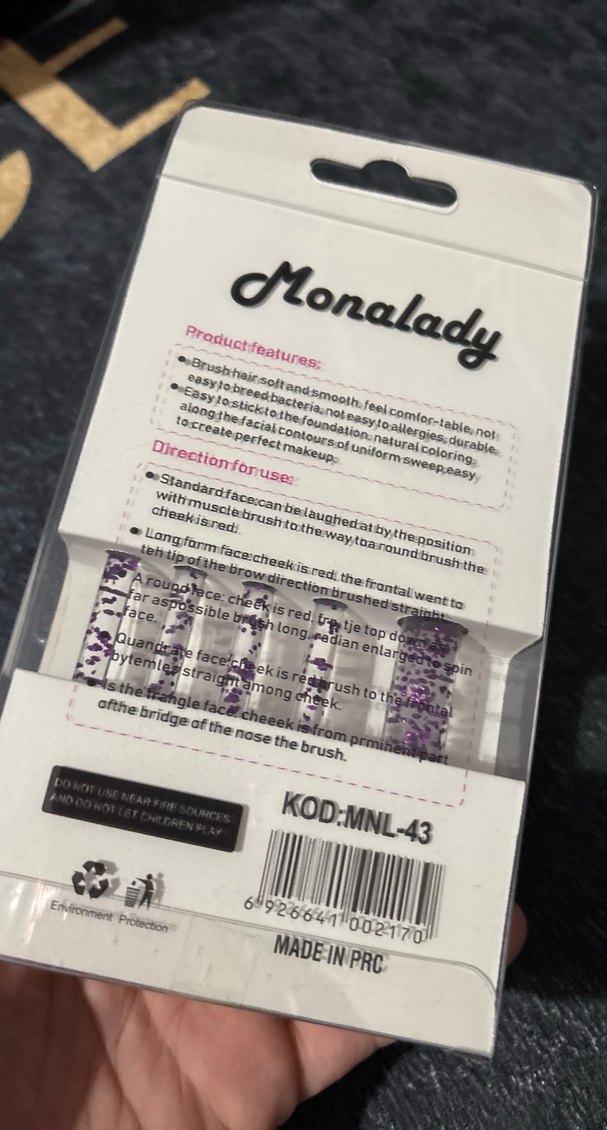 Monalady
Product features:
Brush hair soft and smooth, feel comfor-table, not
easy to breed bacteria, not easy to allergies, durable.
Easy to stick to the foundation, natural coloring,
along the facial contours of uniform sweep,easy
to create perfect makeup.
Direction for use:
Standard face:can be laughed at by the position
with muscle brush to the way toa round brush the
cheek is red.
Long form face cheek is red, the frontal went to
teh tip of the brow direction brushed straight
A round face: cheek is red, fro tje top down as
far aspossible brush long, radian enlarged to spin
face.
Quandrate face cheek is red brush to the frontal
bytemless straight among cheek.
Is the trangle face. cheeek is from prminent part
ofthe bridge of the nose the brush.
DO NOT USE NEAR FIRE SOURCES
AND DO NOT LET CHILDREN PLAY
KOD:MNL-43
6 926641 002170
Environment Protection
MADE IN PRC